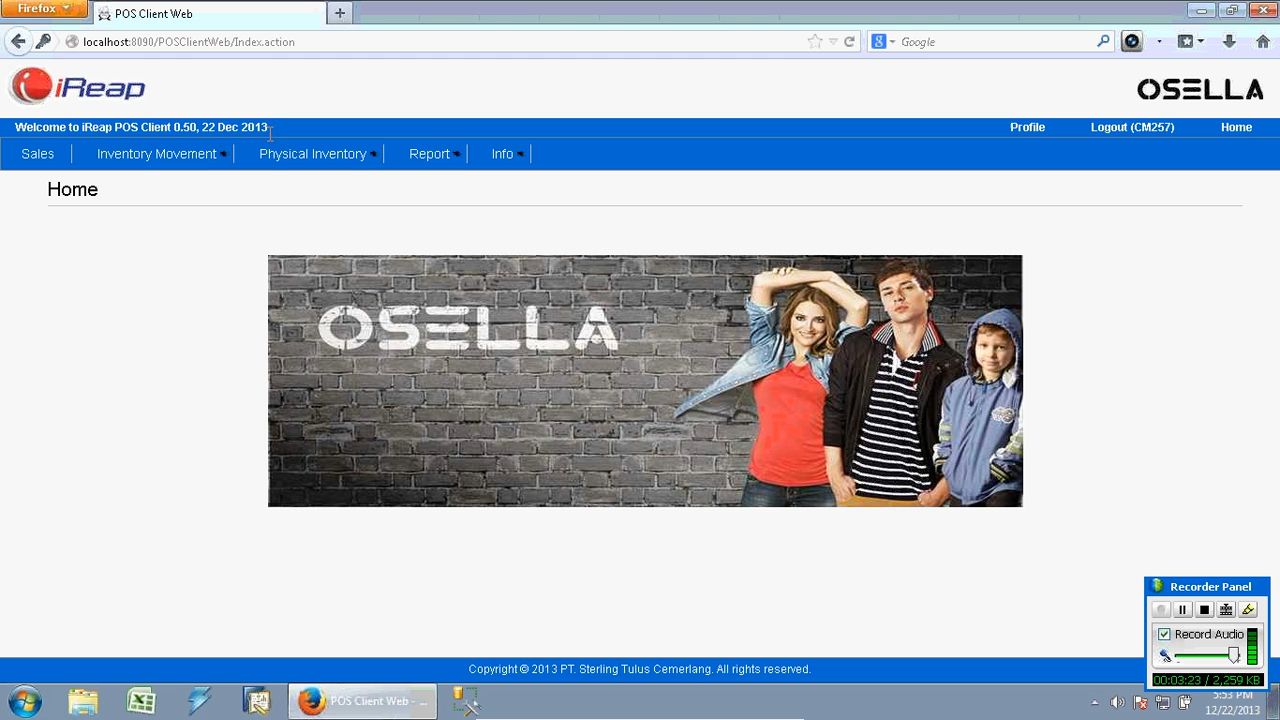 Firefox
POS Client Web
localhost:8090/POSClientWeb/Index.action
Google
iReap
OSELLA
Welcome to iReap POS Client 0.50, 22 Dec 2013
Profile
Logout (CM257)
Home
Sales
Inventory Movement
Physical Inventory
Report
Info
Home
OSELLA
Recorder Panel
Record Audio
00:03:23 / 2,259 KB
Copyright © 2013 PT. Sterling Tulus Cemerlang. All rights reserved.
POS Client Web - ...
5:53 PM
12/22/2013